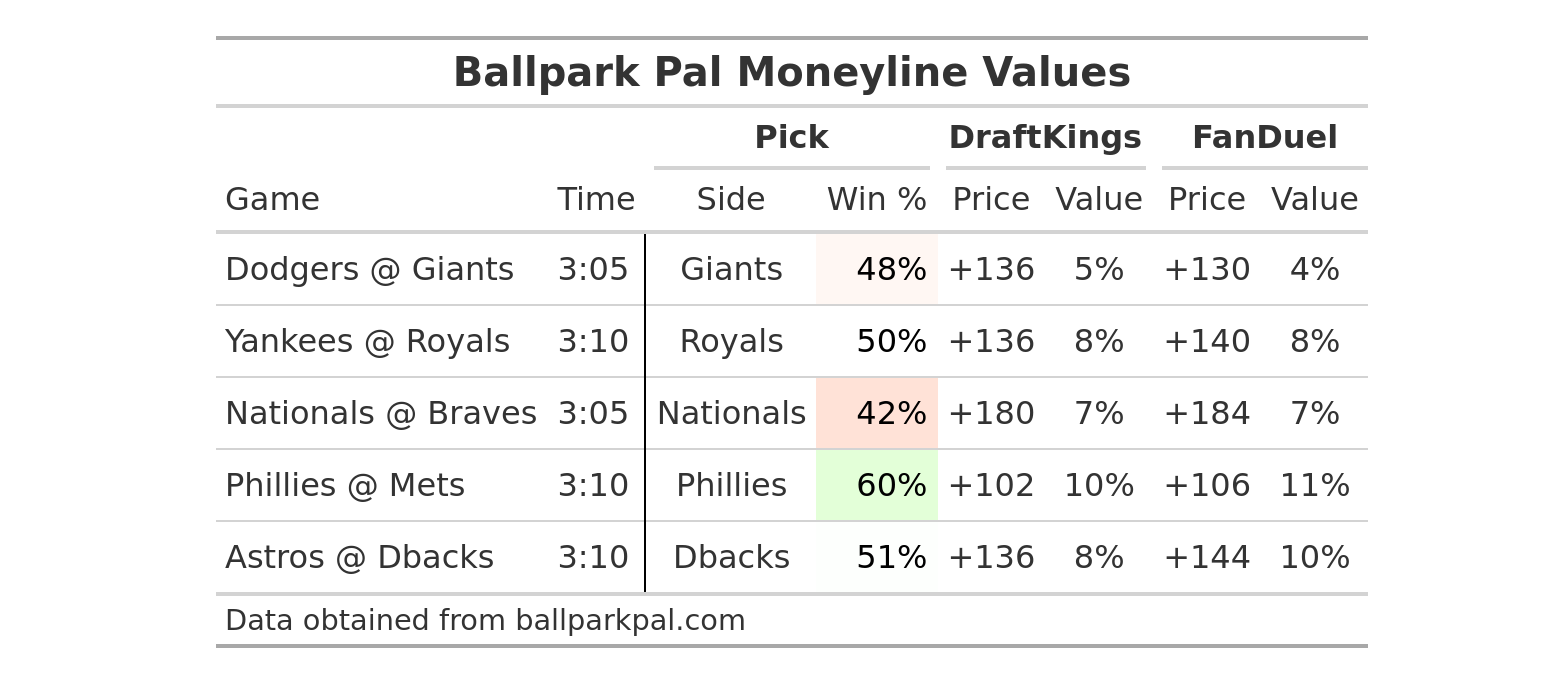 Ballpark Pal Moneyline Values
Pick DraftKings FanDuel
Game Time Side Win % Price Value Price Value
Dodgers @ Giants 3:05 Giants 48% +136 5% +130 4%
Yankees @ Royals 3:10 Royals 50% +136 8% +140 8%
Nationals @ Braves 3:05 Nationals 42% +180 7% +184 7%
Phillies @ Mets 3:10 Phillies 60% +102 10% +106 11%
Astros @ Dbacks 3:10 Dbacks 51% +136 8% +144 10%
Data obtained from ballparkpal.com